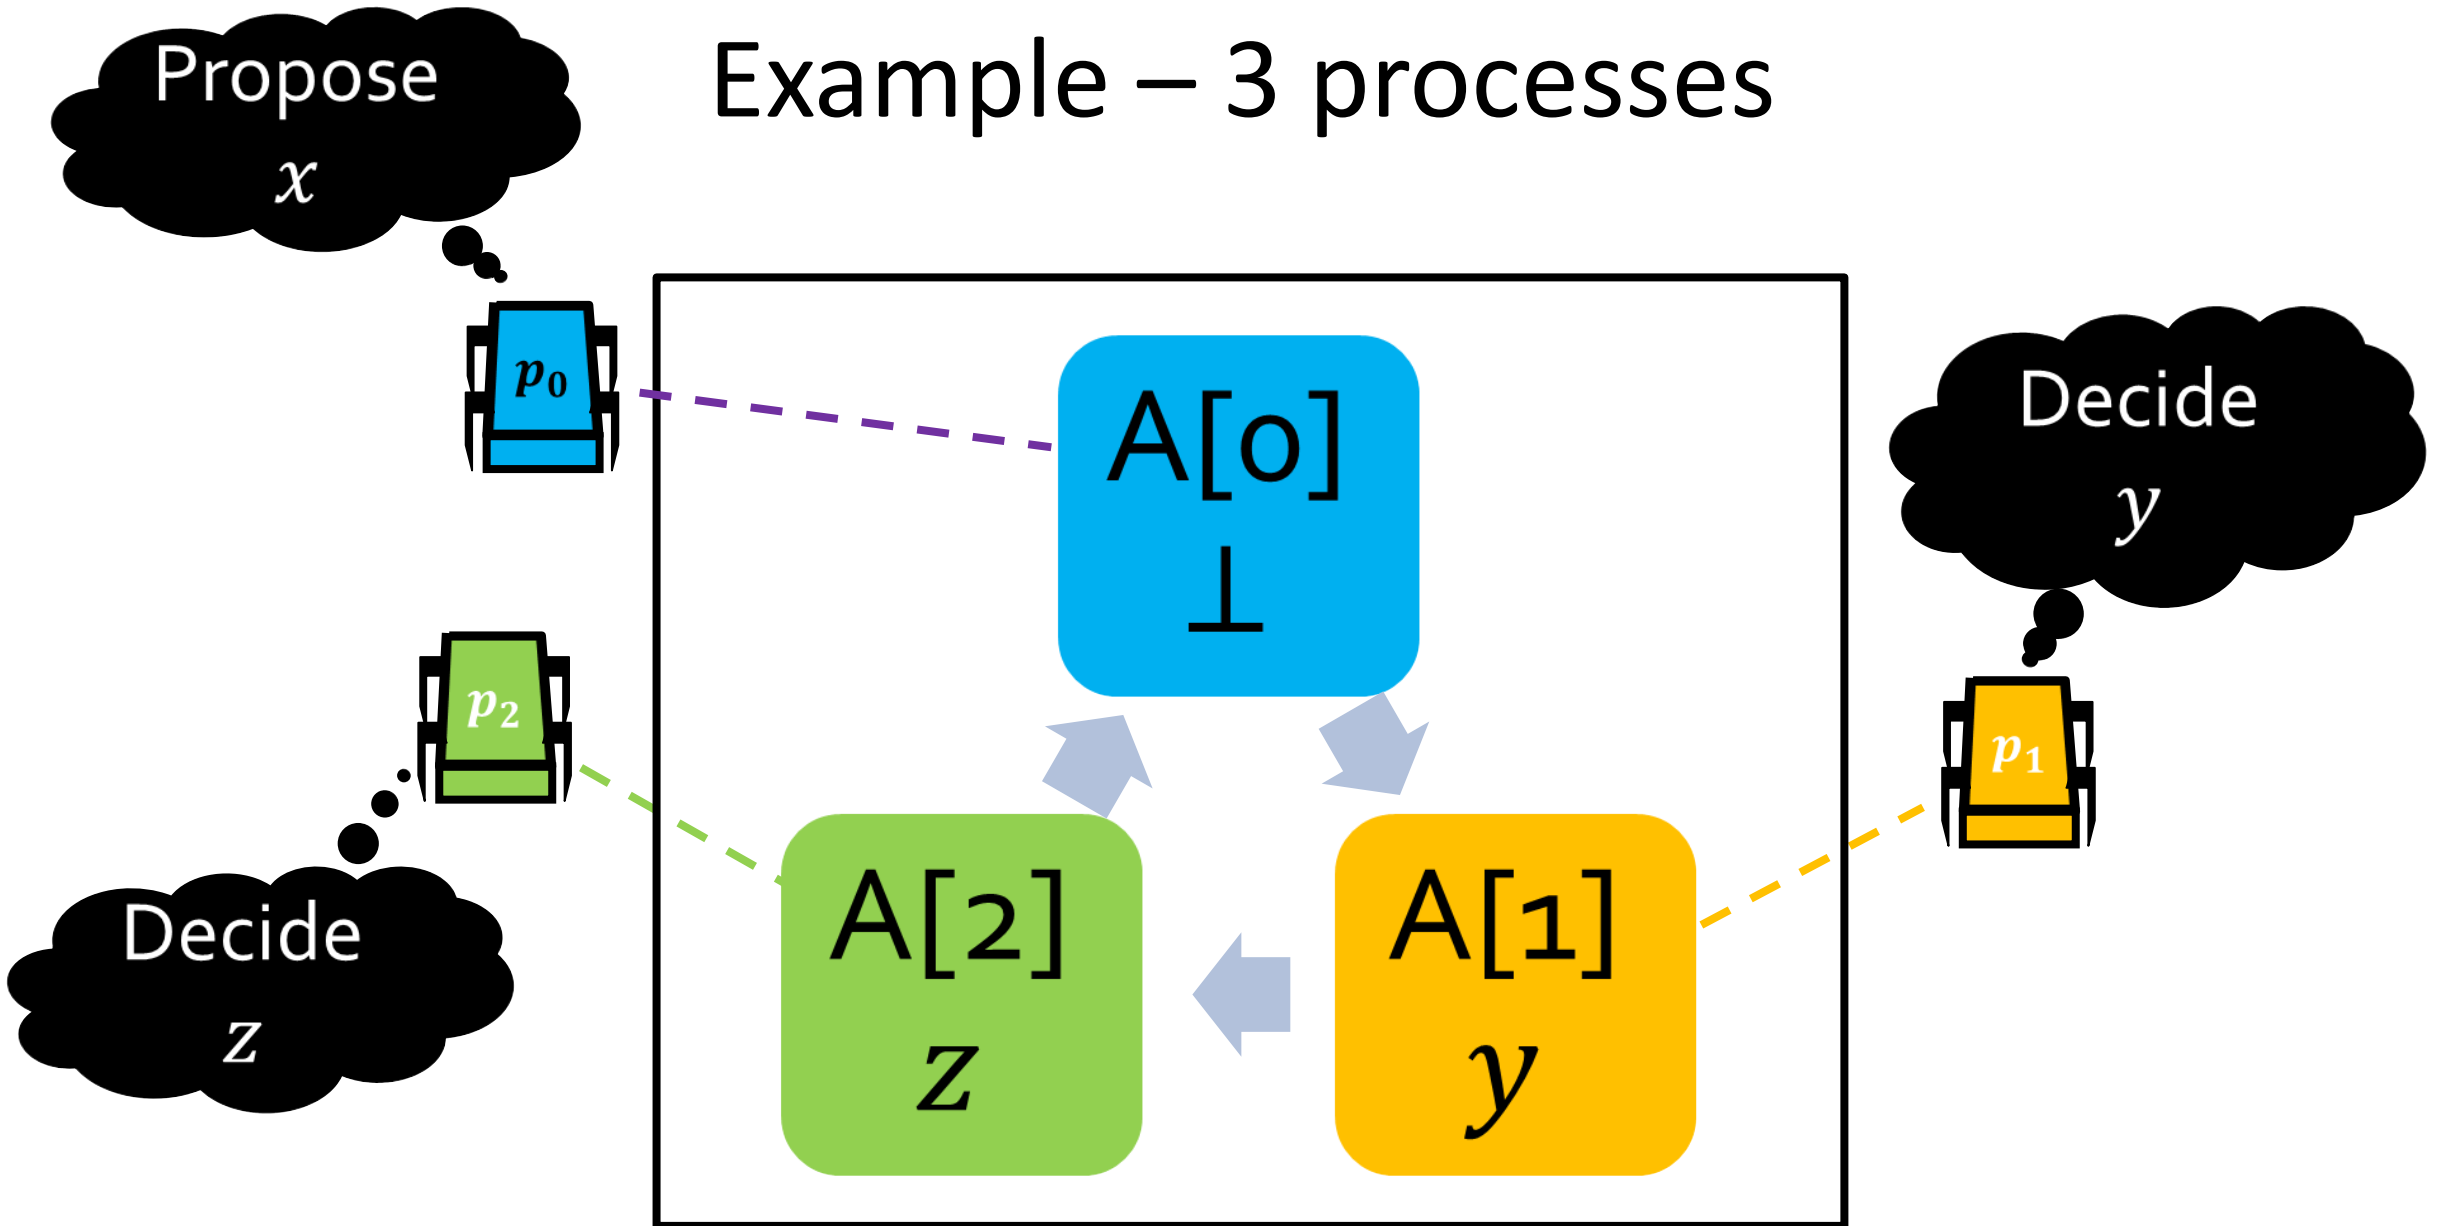 Example – 3 processes
Propose
x
p₀
A[0]
⊥
Decide
y
p₁
p₂
Decide
z
A[2]
z
A[1]
y